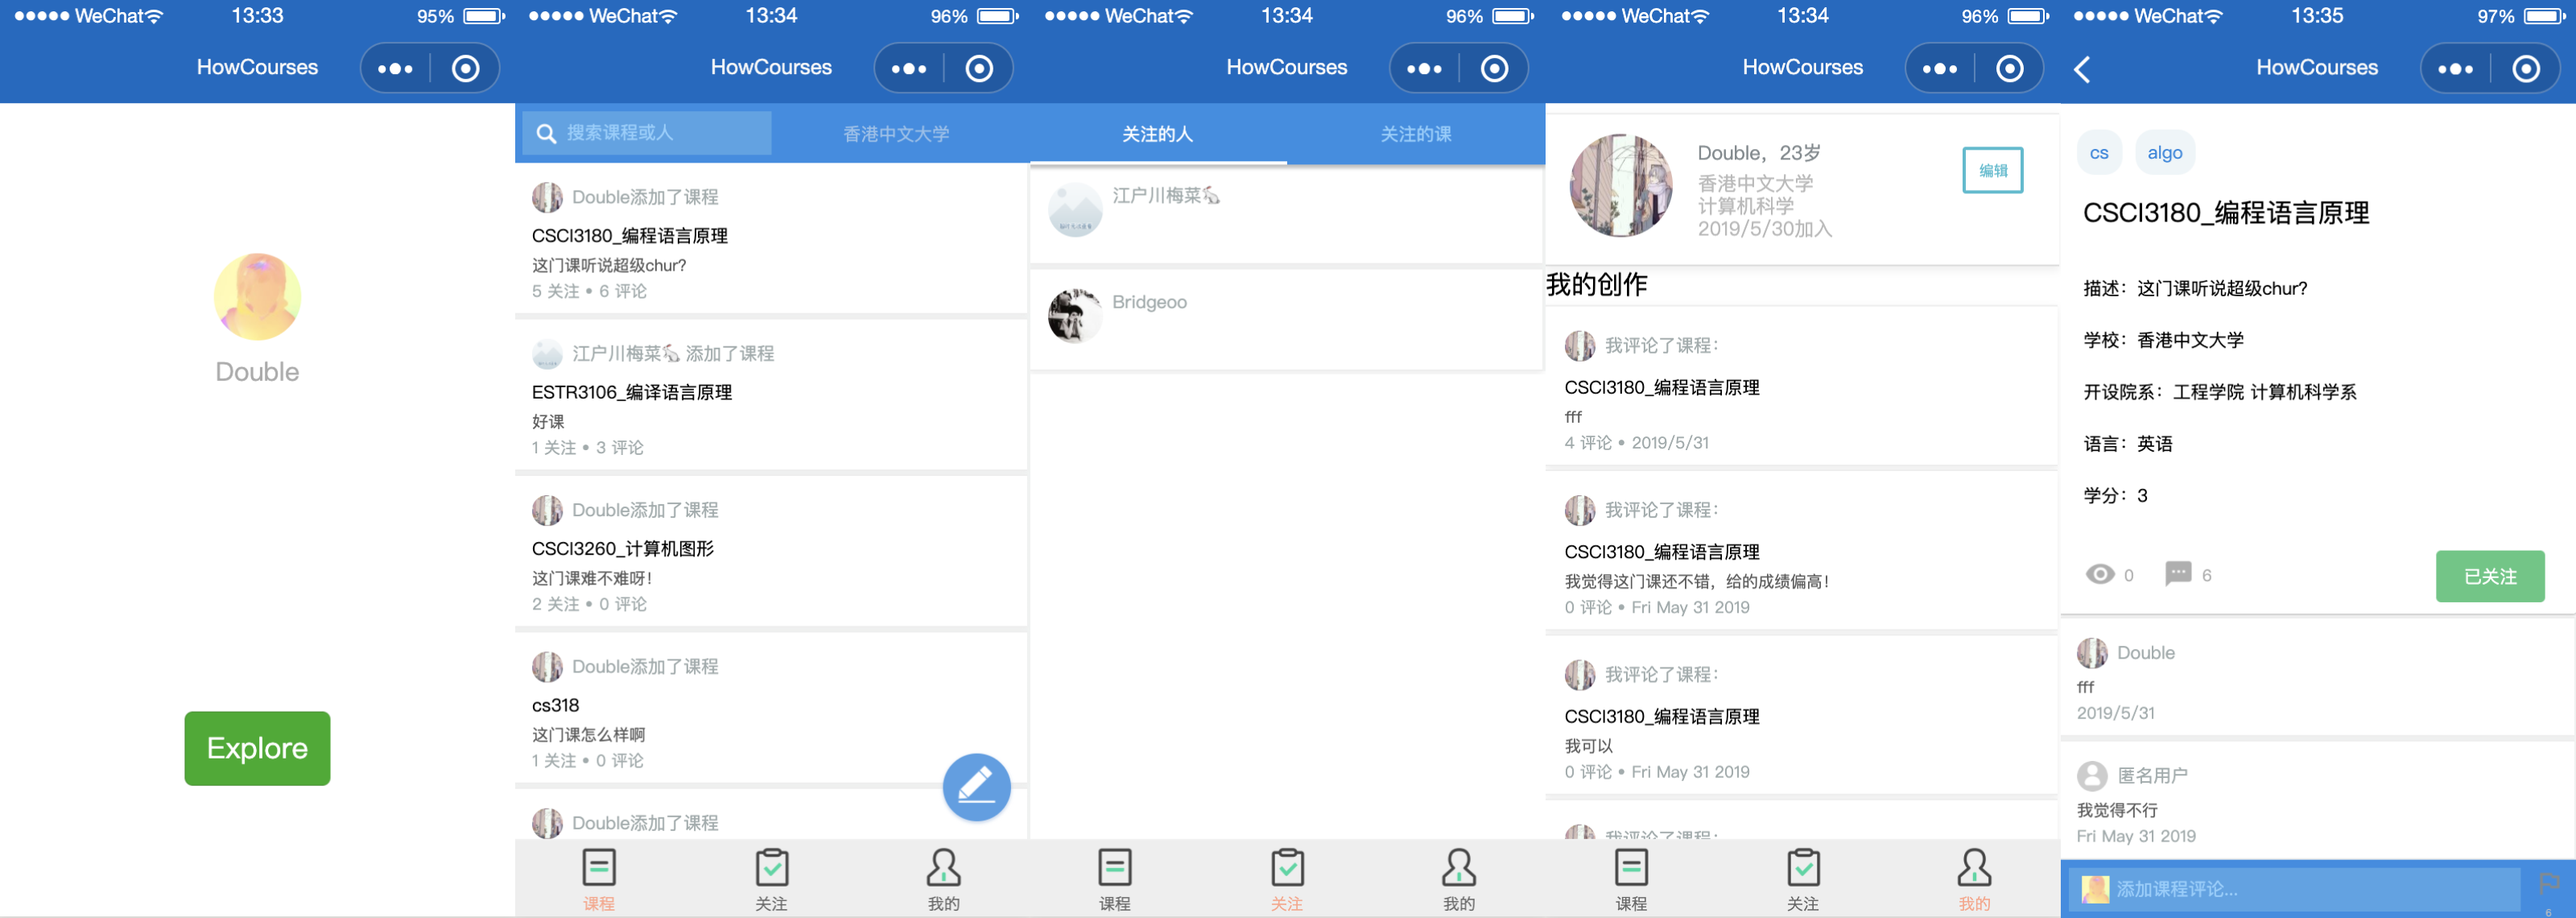 WeChat 13:33 95%
HowCourses
Double
Explore
WeChat 13:34 96%
HowCourses
搜索课程或人 香港中文大学
Double添加了课程
CSCI3180_编程语言原理
这门课听说超级chur?
5 关注 • 6 评论
江户川梅菜🐇 添加了课程
ESTR3106_编译语言原理
好课
1 关注 • 3 评论
Double添加了课程
CSCI3260_计算机图形
这门课难不难呀！
2 关注 • 0 评论
Double添加了课程
cs318
这门课怎么样啊
1 关注 • 0 评论
Double添加了课程
课程 关注 我的
WeChat 13:34 96%
HowCourses
关注的人 关注的课
江户川梅菜🐇
Bridgeoo
课程 关注 我的
WeChat 13:34 96%
HowCourses
Double，23岁
香港中文大学
计算机科学
2019/5/30加入
编辑
我的创作
我评论了课程：
CSCI3180_编程语言原理
fff
4 评论 • 2019/5/31
我评论了课程：
CSCI3180_编程语言原理
我觉得这门课还不错，给的成绩偏高！
0 评论 • Fri May 31 2019
我评论了课程：
CSCI3180_编程语言原理
我可以
0 评论 • Fri May 31 2019
我评论了课程：
课程 关注 我的
WeChat 13:35 97%
HowCourses
cs algo
CSCI3180_编程语言原理
描述：这门课听说超级chur?
学校：香港中文大学
开设院系：工程学院 计算机科学系
语言：英语
学分：3
0 6 已关注
Double
fff
2019/5/31
匿名用户
我觉得不行
Fri May 31 2019
添加课程评论...
6